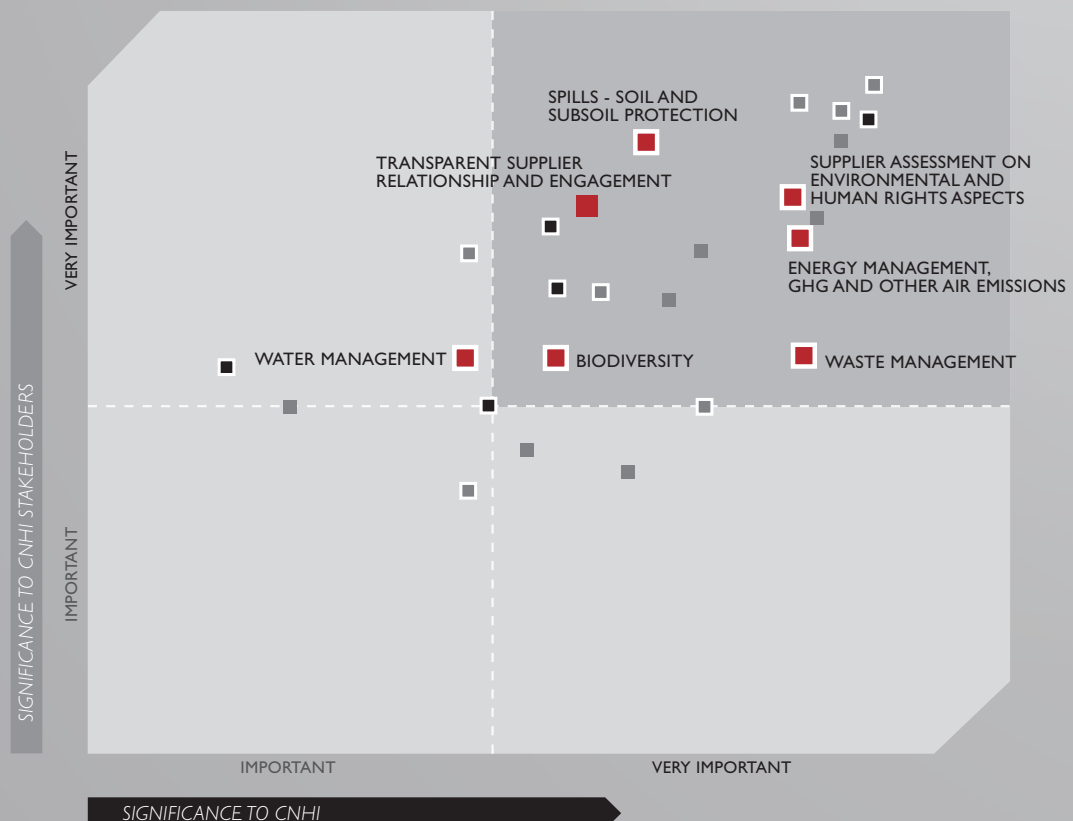 SPILLS - SOIL AND
SUBSOIL PROTECTION
TRANSPARENT SUPPLIER
RELATIONSHIP AND ENGAGEMENT
SUPPLIER ASSESSMENT ON
ENVIRONMENTAL AND
HUMAN RIGHTS ASPECTS
ENERGY MANAGEMENT,
GHG AND OTHER AIR EMISSIONS
WATER MANAGEMENT
BIODIVERSITY
WASTE MANAGEMENT
VERY IMPORTANT
IMPORTANT
SIGNIFICANCE TO CNHI STAKEHOLDERS
IMPORTANT
VERY IMPORTANT
SIGNIFICANCE TO CNHI